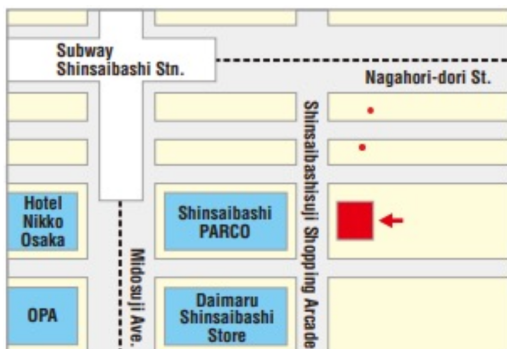 Subway
Shinsaibashi Stn.
Nagahori-dori St.
Shinsaibashisuji Shopping Arcade
Hotel
Nikko
Osaka
Shinsaibashi
PARCO
Midosuji Ave.
OPA
Daimaru
Shinsaibashi
Store